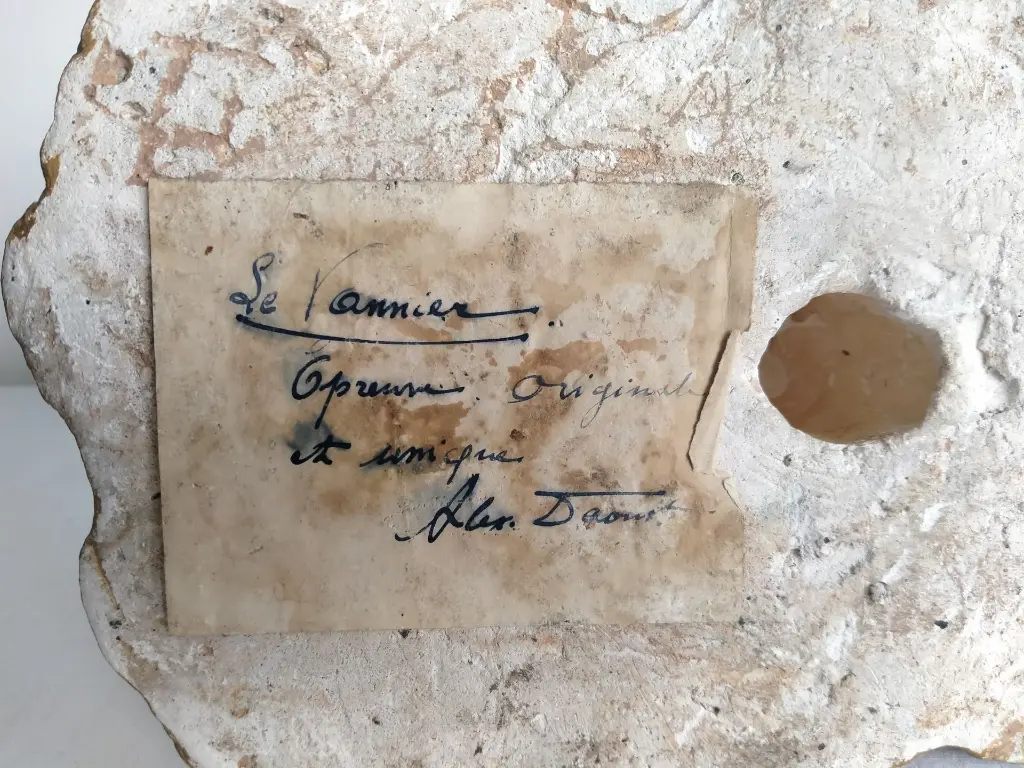 Le Vannier
Epreuve originale
et unique
Alex. Daoust